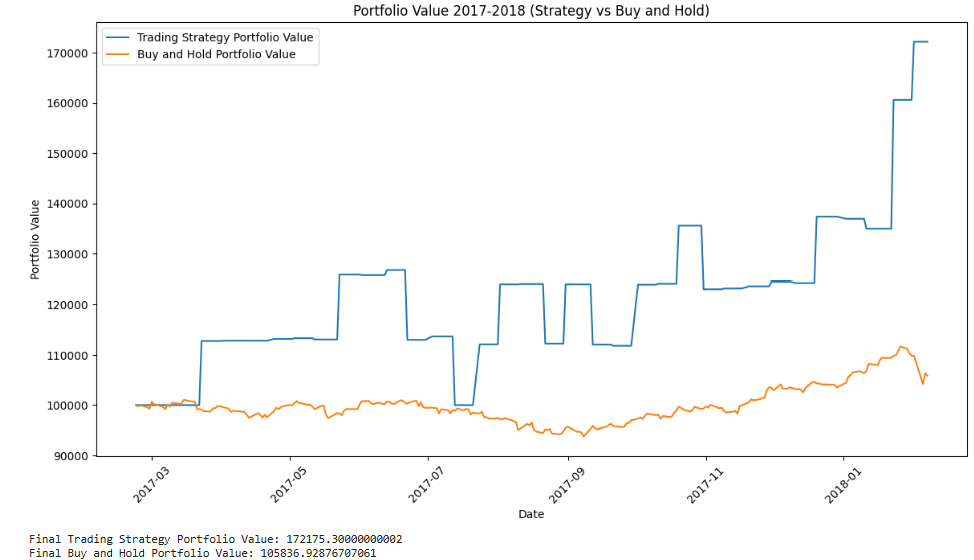 Portfolio Value 2017-2018 (Strategy vs Buy and Hold)
Trading Strategy Portfolio Value
Buy and Hold Portfolio Value
170000
160000
150000
140000
130000
120000
110000
100000
90000
Portfolio Value
2017-03
2017-05
2017-07
2017-09
2017-11
2018-01
Date
Final Trading Strategy Portfolio Value: 172175.30000000002
Final Buy and Hold Portfolio Value: 105836.92876707061